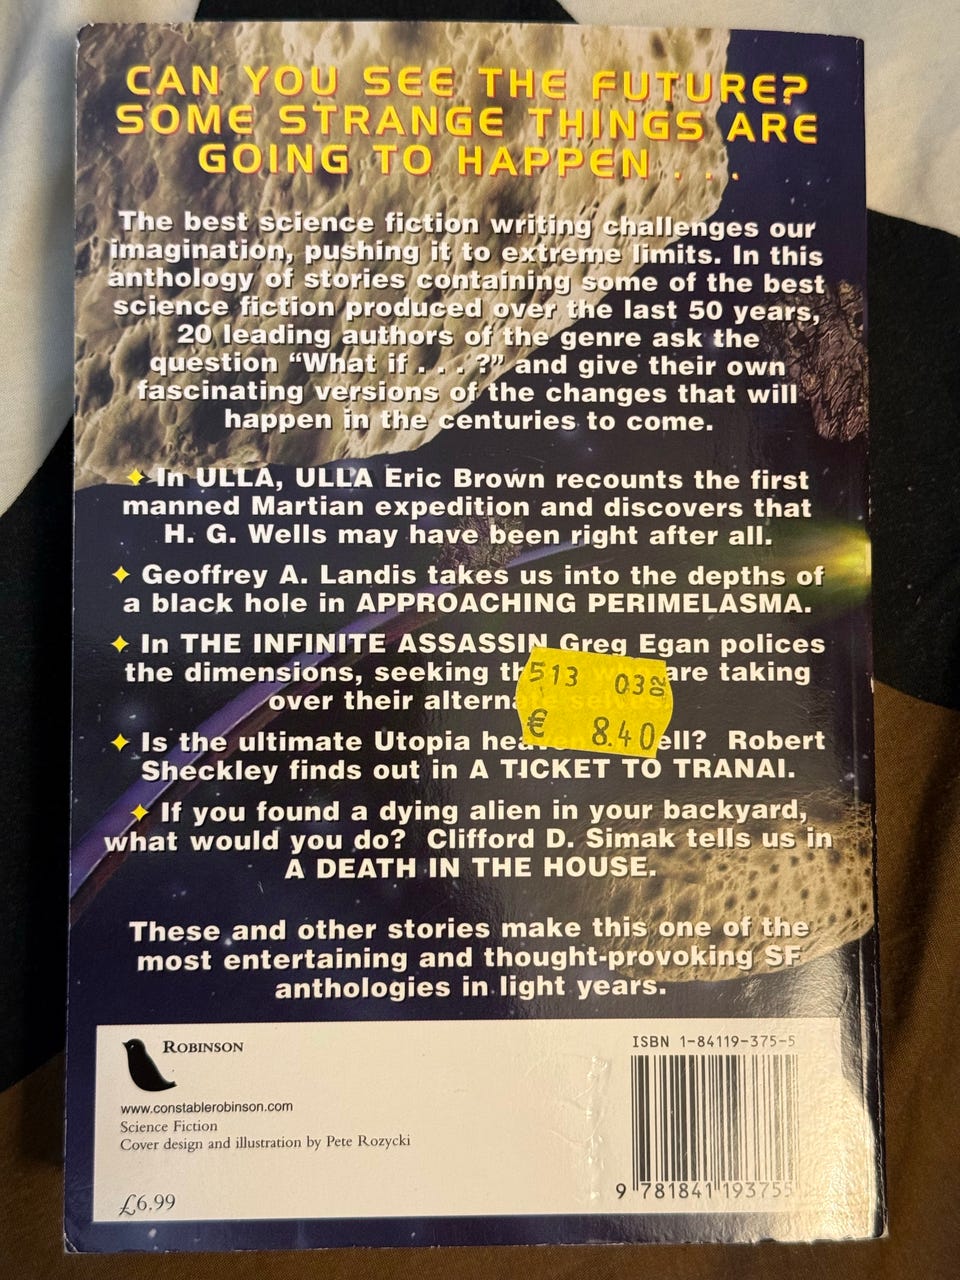 CAN YOU SEE THE FUTURE?
SOME STRANGE THINGS ARE
GOING TO HAPPEN . . .
The best science fiction writing challenges our
imagination, pushing it to extreme limits. In this
anthology of stories containing some of the best
science fiction produced over the last 50 years,
20 leading authors of the genre ask the
question “What if . . . ?” and give their own
fascinating versions of the changes that will
happen in the centuries to come.
✦ In ULLA, ULLA Eric Brown recounts the first
manned Martian expedition and discovers that
H. G. Wells may have been right after all.
✦ Geoffrey A. Landis takes us into the depths of
a black hole in APPROACHING PERIMELASMA.
✦ In THE INFINITE ASSASSIN Greg Egan polices
the dimensions, seeking are taking
over their selves.
✦ Is the ultimate Utopia Robert
Sheckley finds out in A TICKET TO TRANAI.
✦ If you found a dying alien in your backyard,
what would you do? Clifford D. Simak tells us in
A DEATH IN THE HOUSE.
These and other stories make this one of the
most entertaining and thought-provoking SF
anthologies in light years.
513 03 02
€ 8.40
ROBINSON
www.constablerobinson.com
Science Fiction
Cover design and illustration by Pete Rozycki
£6.99
ISBN 1-84119-375-5
9 781841 193755